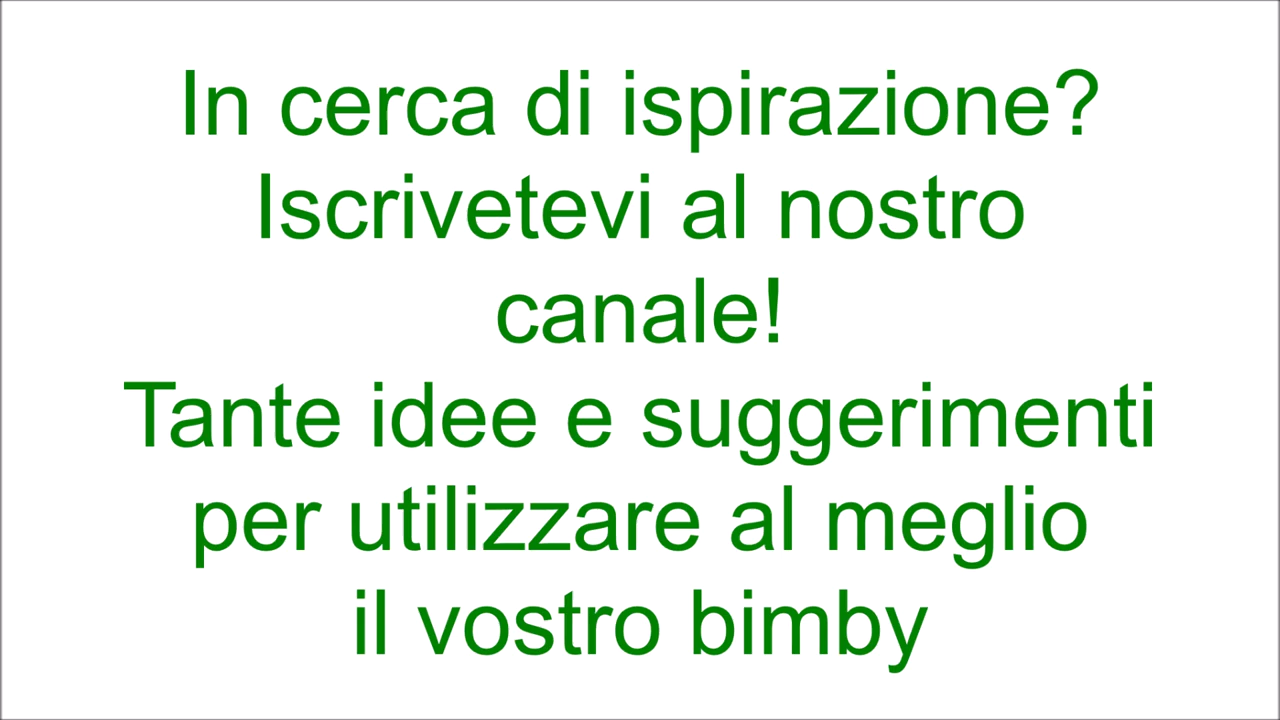 In cerca di ispirazione?
Iscrivetevi al nostro
canale!
Tante idee e suggerimenti
per utilizzare al meglio
il vostro bimby